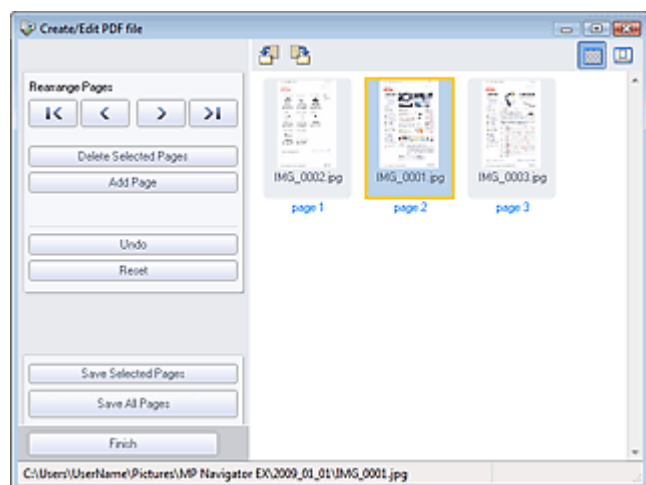 Create/Edit PDF file
Rearrange Pages
Delete Selected Pages
Add Page
Undo
Reset
Save Selected Pages
Save All Pages
Finish
IMG_0002.jpg
IMG_0001.jpg
IMG_0003.jpg
page 1
page 2
page 3
C:\Users\UserName\Pictures\MP Navigator EX\2009_01_01\IMG_0001.jpg